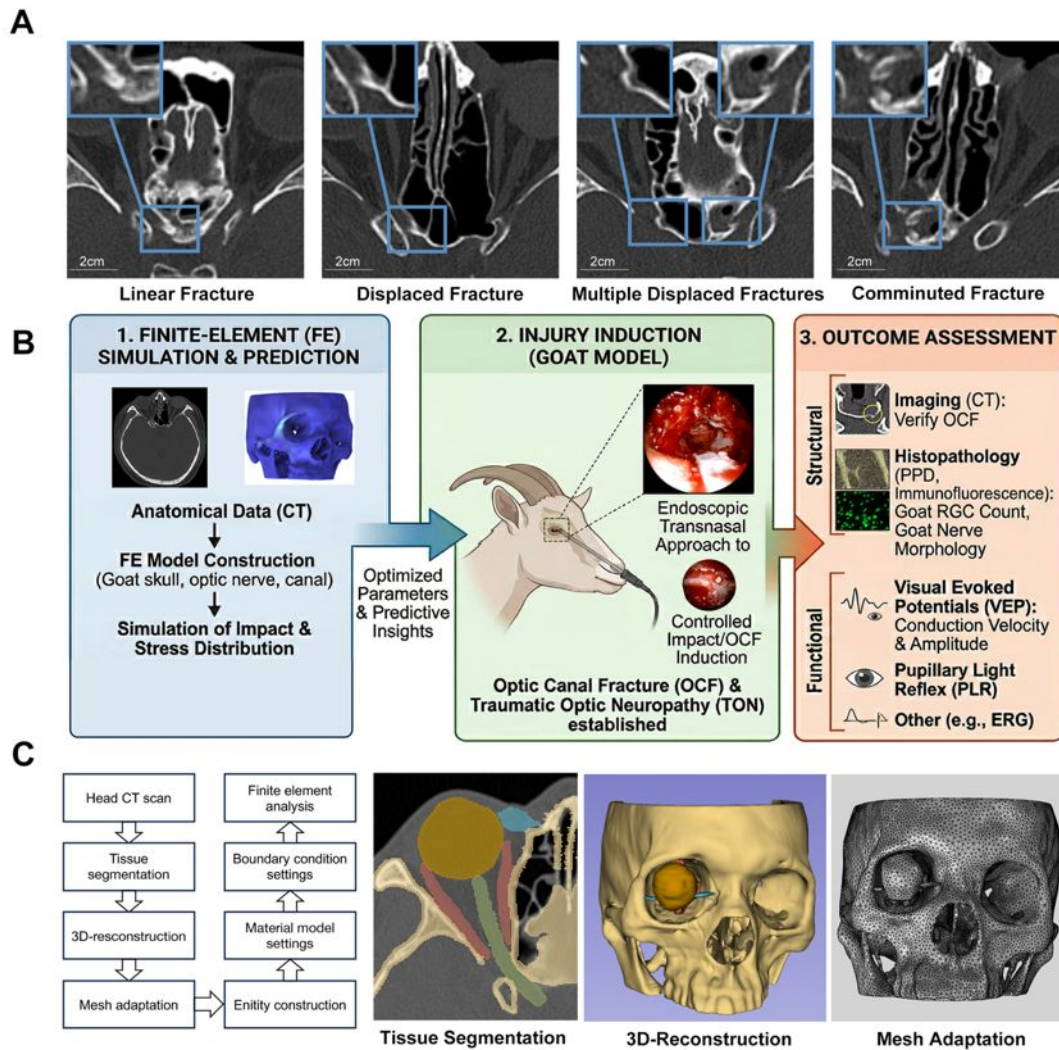 A
2cm
2cm
2cm
2cm
Linear Fracture
Displaced Fracture
Multiple Displaced Fractures
Comminuted Fracture
B
1. FINITE-ELEMENT (FE)
SIMULATION & PREDICTION
Anatomical Data (CT)
FE Model Construction
(Goat skull, optic nerve, canal)
Simulation of Impact &
Stress Distribution
Optimized
Parameters
& Predictive
Insights
2. INJURY INDUCTION
(GOAT MODEL)
Endoscopic
Transnasal
Approach to
Controlled
Impact/OCF
Induction
Optic Canal Fracture (OCF) &
Traumatic Optic Neuropathy (TON)
established
3. OUTCOME ASSESSMENT
Structural
Imaging (CT):
Verify OCF
Histopathology
(PPD,
Immunofluorescence):
Goat RGC Count,
Goat Nerve
Morphology
Functional
Visual Evoked
Potentials (VEP):
Conduction Velocity
& Amplitude
Pupillary Light
Reflex (PLR)
Other (e.g., ERG)
C
Head CT scan
Tissue
segmentation
3D-resconstruction
Mesh adaptation
Enitity construction
Material model
settings
Boundary condition
settings
Finite element
analysis
Tissue Segmentation
3D-Reconstruction
Mesh Adaptation